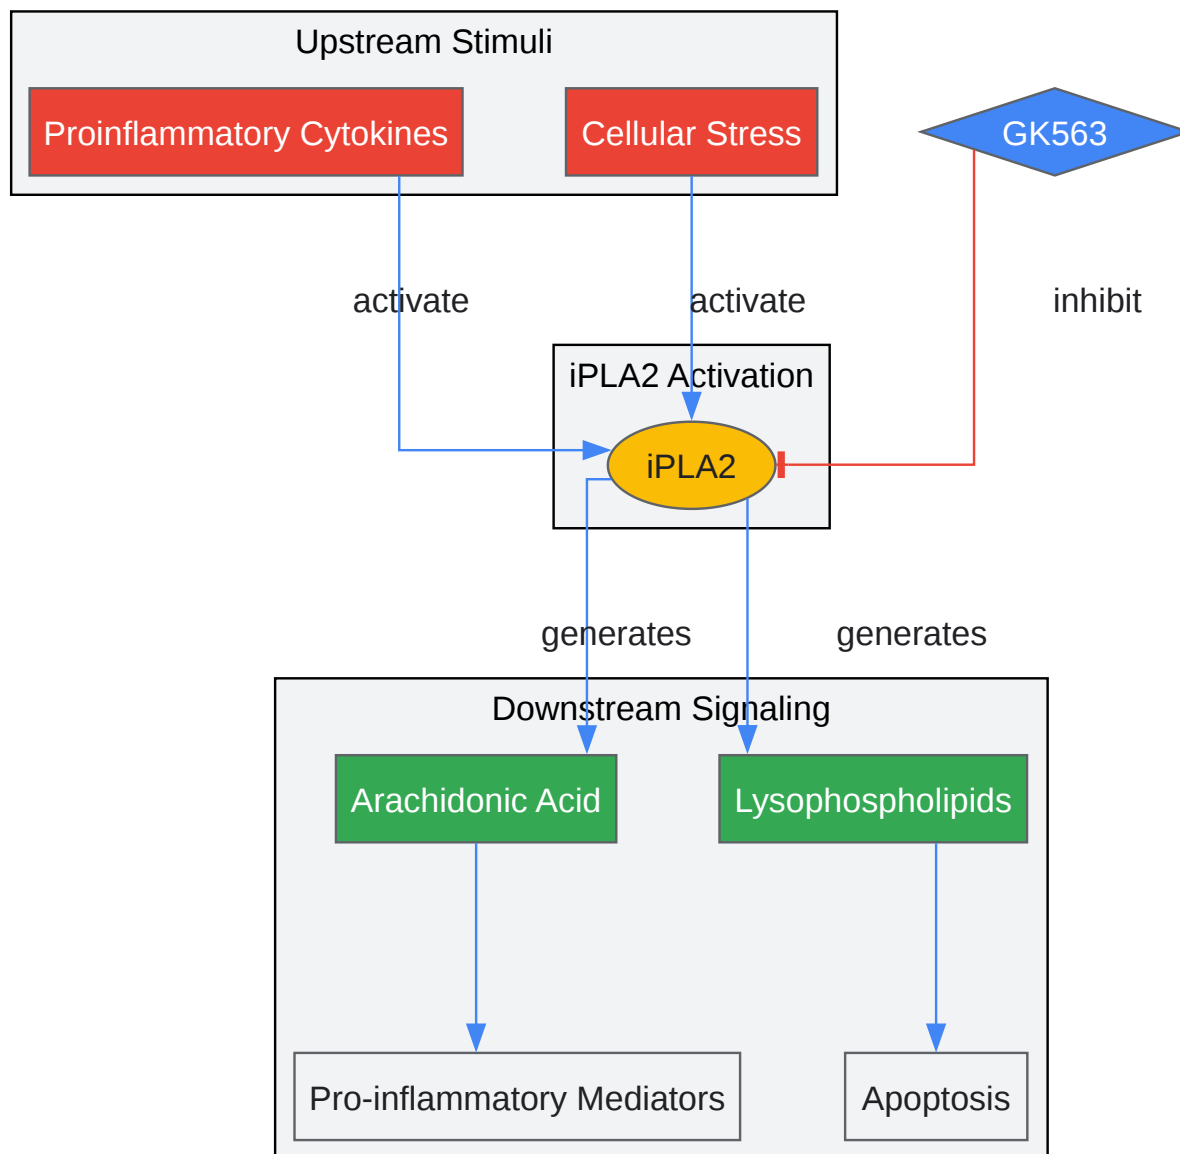 Upstream Stimuli
Proinflammatory Cytokines
Cellular Stress
GK563
activate
activate
inhibit
iPLA2 Activation
iPLA2
generates
generates
Downstream Signaling
Arachidonic Acid
Lysophospholipids
Pro-inflammatory Mediators
Apoptosis